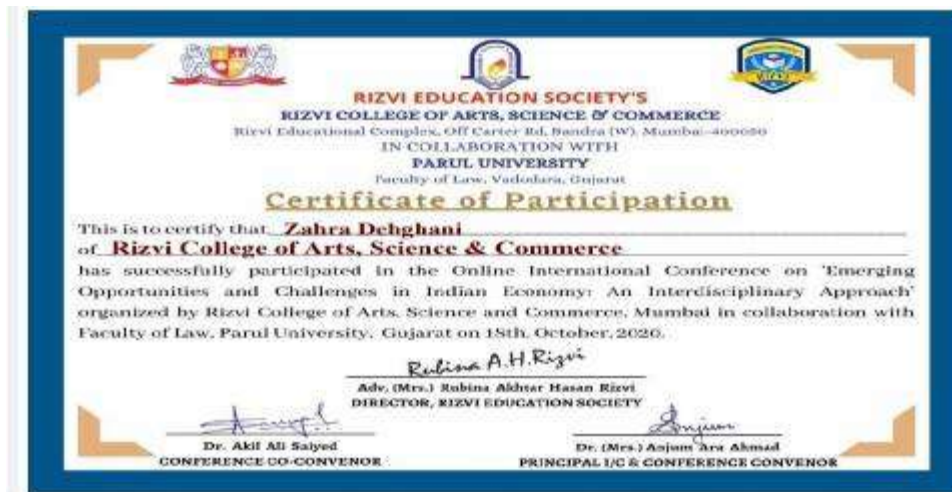 RIZVI EDUCATION SOCIETY'S
RIZVI COLLEGE OF ARTS, SCIENCE & COMMERCE
Rizvi Educational Complex, Off Carter Rd, Bandra (W), Mumbai-400050
IN COLLABORATION WITH
PARUL UNIVERSITY
Faculty of Law, Vadodara, Gujarat
Certificate of Participation
This is to certify that Zahra Dehghani
of Rizvi College of Arts, Science & Commerce
has successfully participated in the Online International Conference on 'Emerging
Opportunities and Challenges in Indian Economy: An Interdisciplinary Approach'
organized by Rizvi College of Arts, Science and Commerce, Mumbai in collaboration with
Faculty of Law, Parul University, Gujarat on 18th, October, 2020.
Rubina A.H.Rizvi
Adv. (Mrs.) Rubina Akhtar Hasan Rizvi
DIRECTOR, RIZVI EDUCATION SOCIETY
Anjum
Dr. Akif Ali Saiyed
CONFERENCE CO-CONVENOR
Dr. (Mrs.) Anjum Ara Ahmad
PRINCIPAL I/C & CONFERENCE CONVENOR